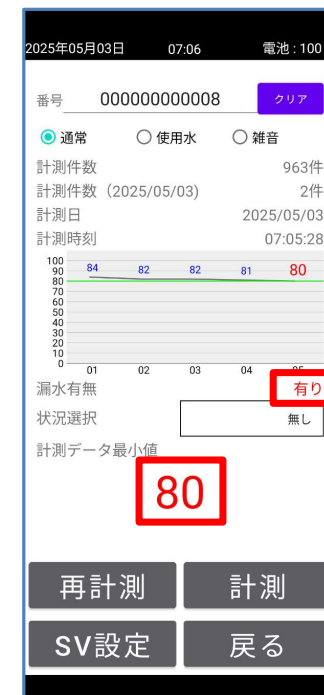 2025年05月03日 07:06 電池 : 100
番号 000000000008 クリア
通常 使用水 雑音
計測件数 963件
計測件数（2025/05/03) 2件
計測日 2025/05/03
計測時刻 07:05:28
100
90
80
70
60
50
40
30
20
10
0
84 82 82 81 80
01 02 03 04 05
漏水有無 有り
状況選択 無し
計測データ最小値
80
再計測 計測
SV設定 戻る